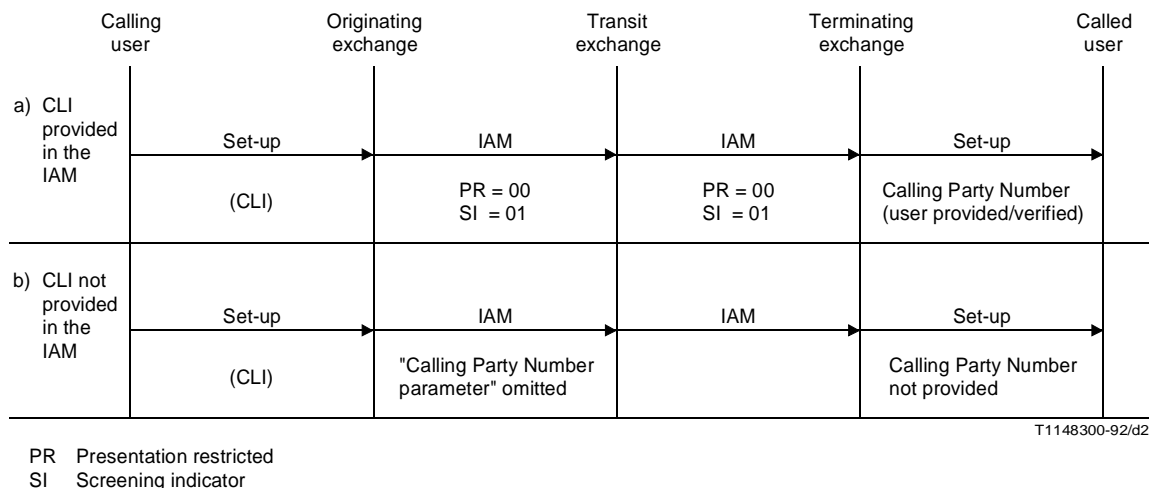 Calling
user
Originating
exchange
Transit
exchange
Terminating
exchange
Called
user
a) CLI
provided
in the
IAM
Set-up
IAM
IAM
Set-up
(CLI)
PR = 00
SI = 01
PR = 00
SI = 01
Calling Party Number
(user provided/verified)
b) CLI not
provided
in the
IAM
Set-up
IAM
IAM
Set-up
(CLI)
"Calling Party Number
parameter" omitted
Calling Party Number
not provided
T1148300-92/d2
PR Presentation restricted
SI Screening indicator